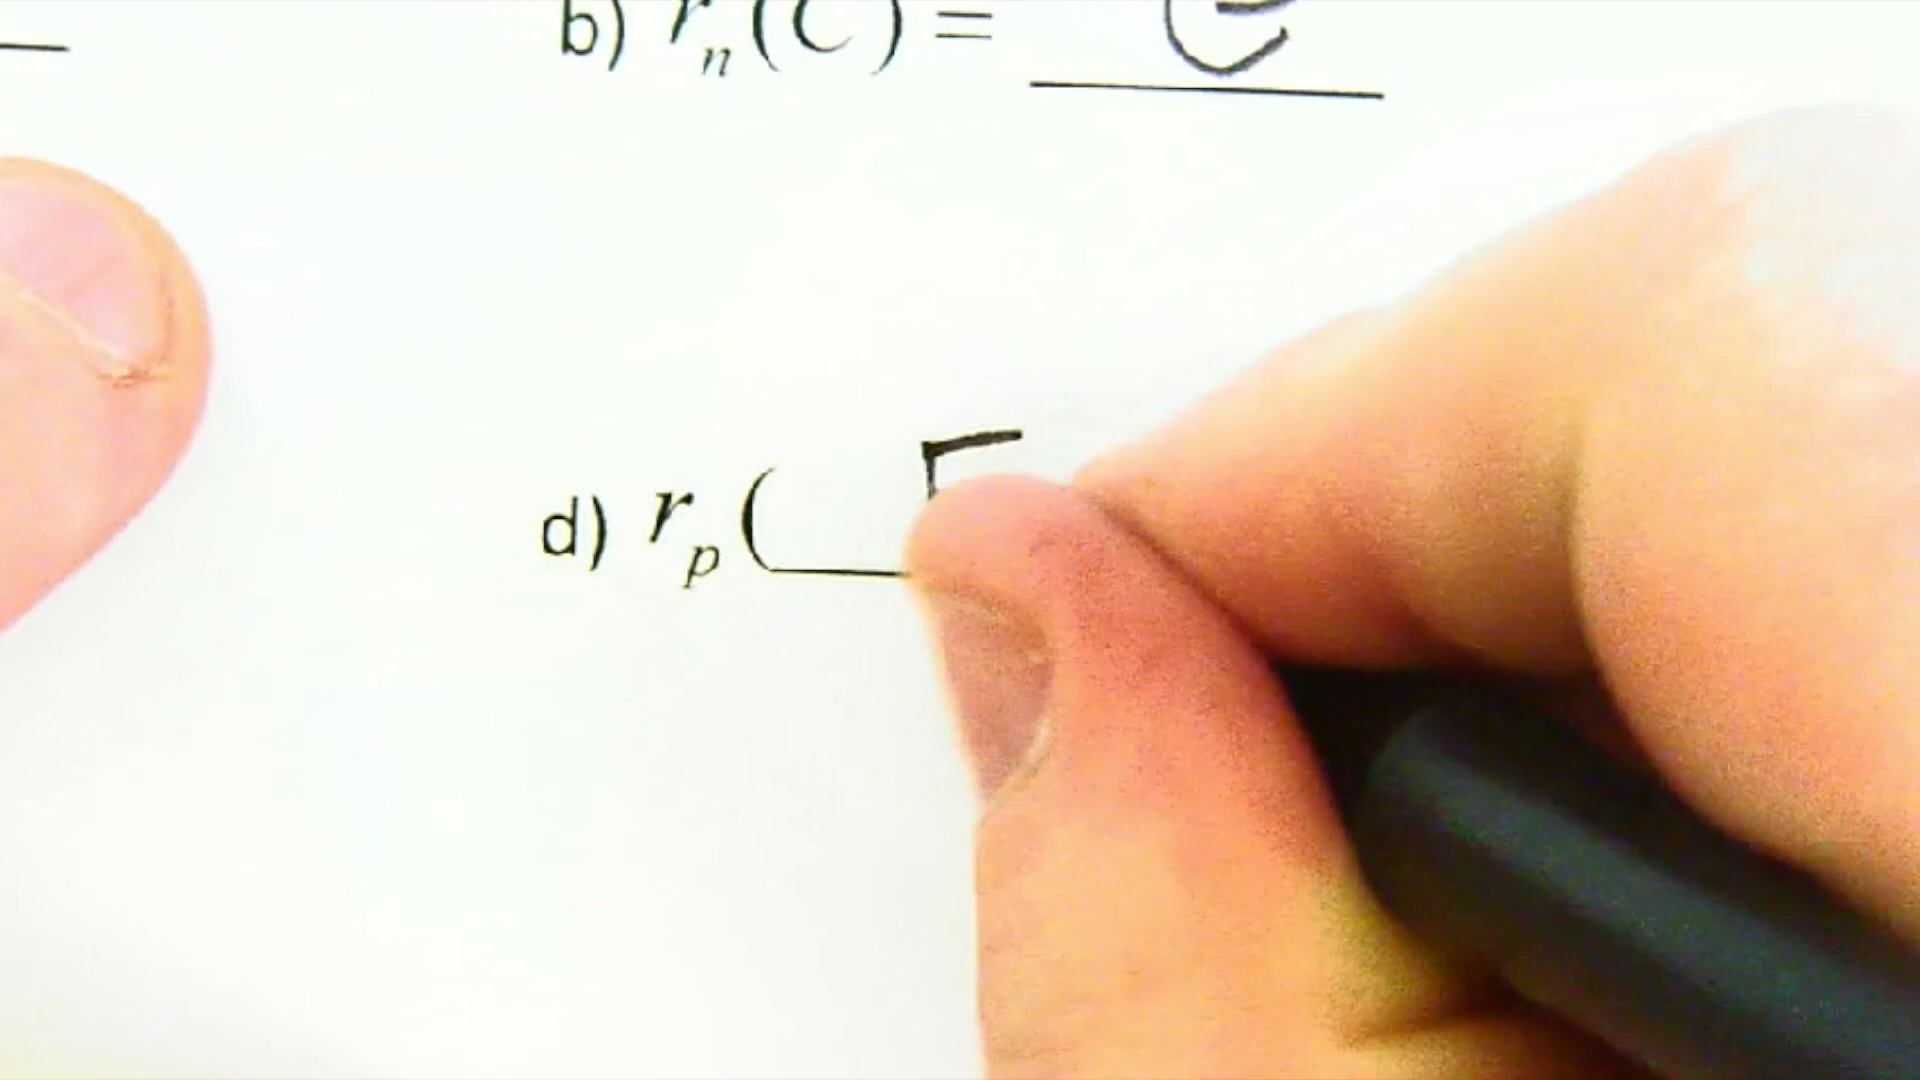 b) r_n(C) =
d) r_p(